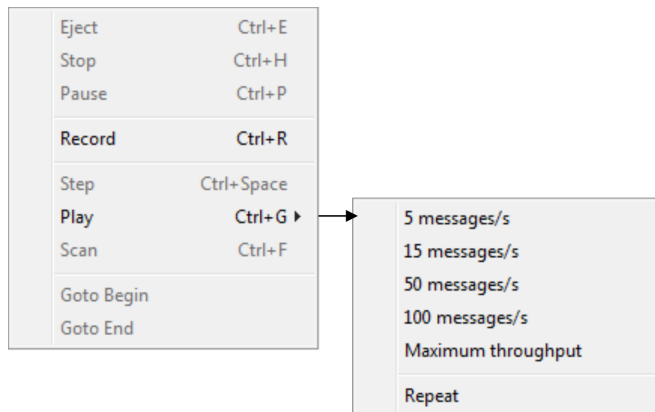 Eject Ctrl+E
Stop Ctrl+H
Pause Ctrl+P
Record Ctrl+R
Step Ctrl+Space
Play Ctrl+G
Scan Ctrl+F
Goto Begin
Goto End
5 messages/s
15 messages/s
50 messages/s
100 messages/s
Maximum throughput
Repeat